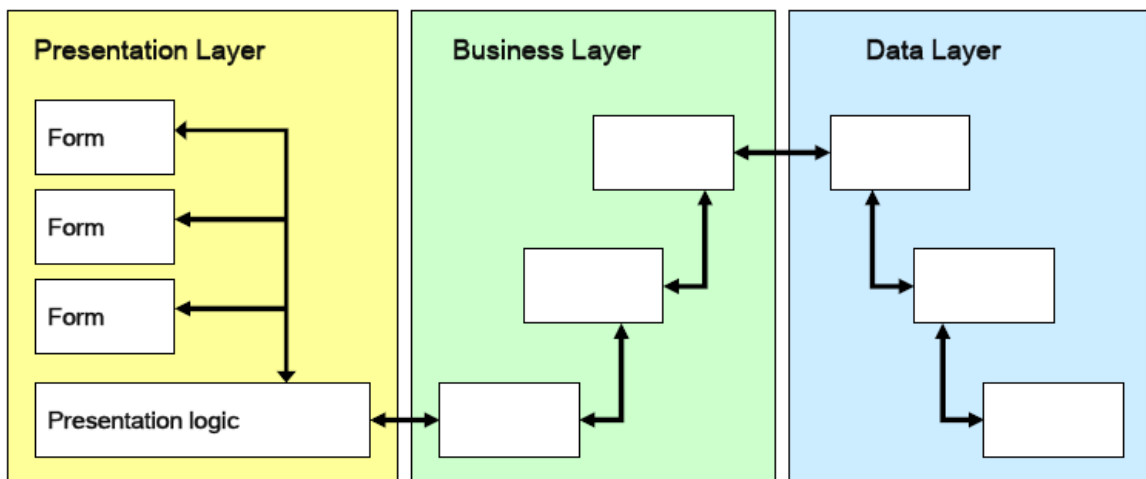 Presentation Layer
Form
Form
Form
Presentation logic
Business Layer
Data Layer